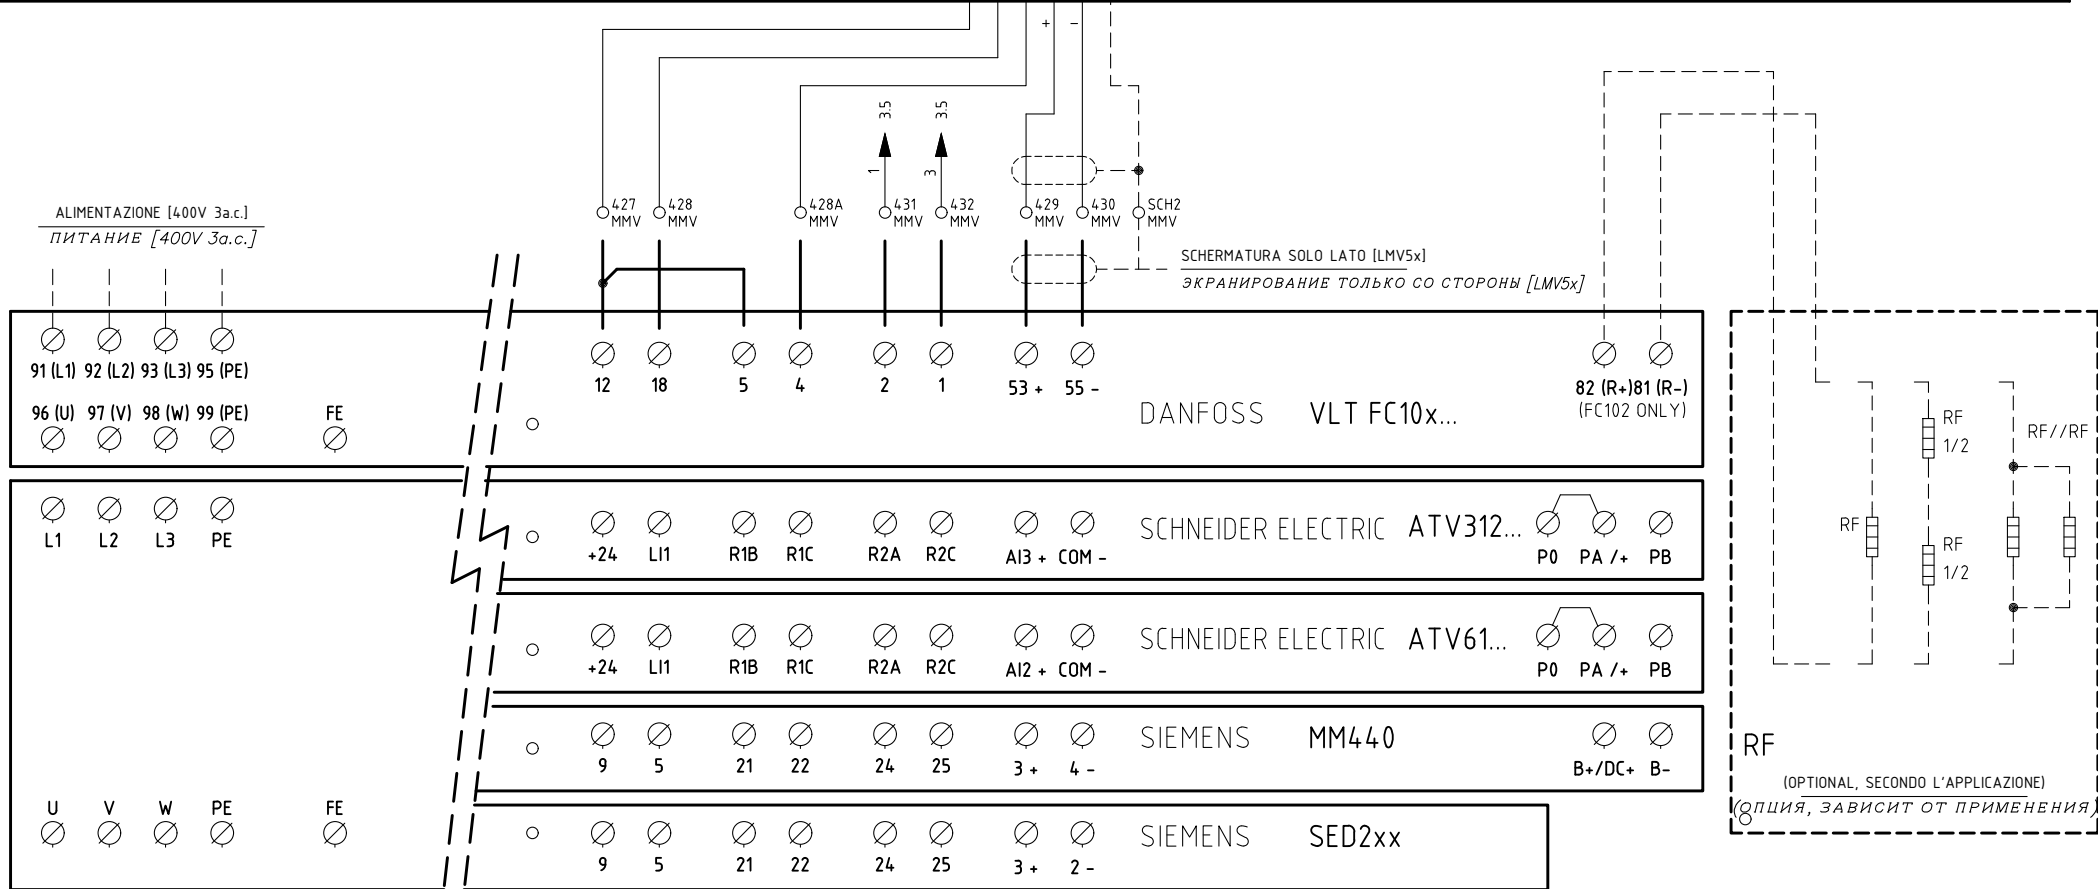 + -
3.5 3.5
1 3
427 MMV
428 MMV
428A MMV
431 MMV
432 MMV
429 MMV
430 MMV
SCH2 MMV
ALIMENTAZIONE [400V 3a.c.]
ПИТАНИЕ [400V 3a.c.]
SCHERMATURA SOLO LATO [LMV5x]
ЭКРАНИРОВАНИЕ ТОЛЬКО СО СТОРОНЫ [LMV5x]
91 (L1) 92 (L2) 93 (L3) 95 (PE)
96 (U) 97 (V) 98 (W) 99 (PE) FE
12 18 5 4 2 1 53 + 55 -
DANFOSS VLT FC10x...
82 (R+) 81 (R-)
(FC102 ONLY)
L1 L2 L3 PE
+24 LI1 R1B R1C R2A R2C AI3 + COM -
SCHNEIDER ELECTRIC ATV312...
P0 PA /+ PB
+24 LI1 R1B R1C R2A R2C AI2 + COM -
SCHNEIDER ELECTRIC ATV61...
P0 PA /+ PB
9 5 21 22 24 25 3 + 4 -
SIEMENS MM440
B+/DC+ B-
U V W PE FE
9 5 21 22 24 25 3 + 2 -
SIEMENS SED2xx
RF
RF
1/2
RF
1/2
RF//RF
RF
(OPTIONAL, SECONDO L'APPLICAZIONE)
(ОПЦИЯ, ЗАВИСИТ ОТ ПРИМЕНЕНИЯ)